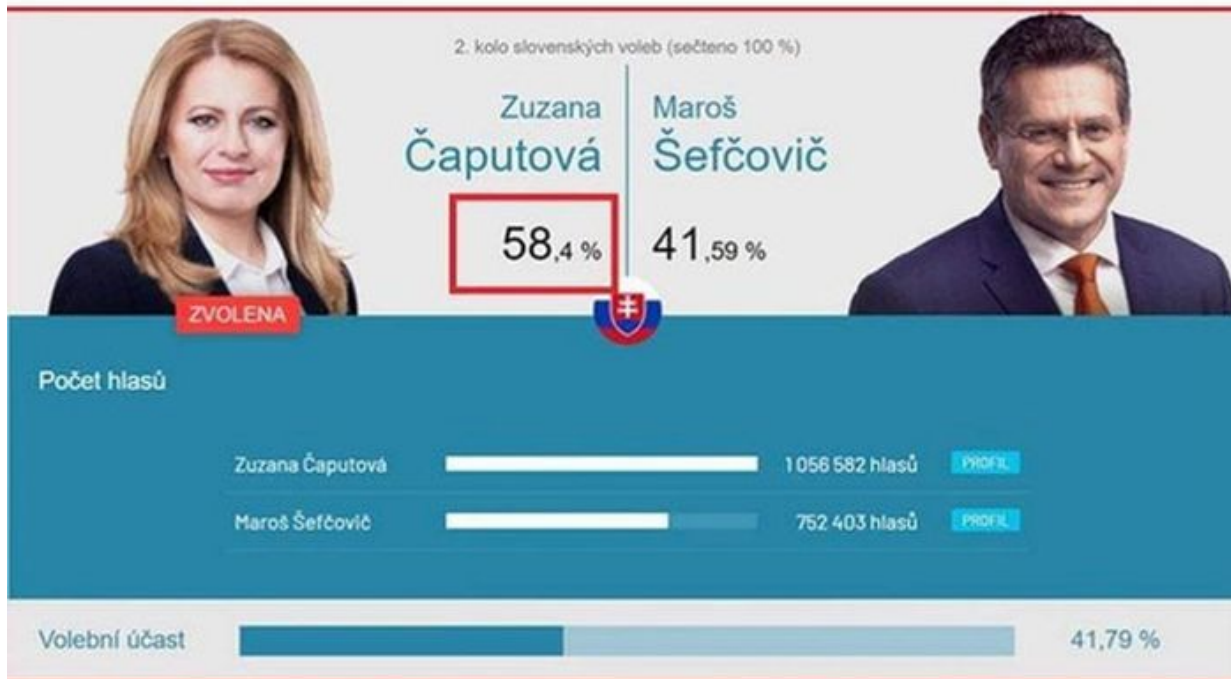 2. kolo slovenských voleb (sečteno 100 %)
Zuzana
Čaputová
58,4 %
Maroš
Šefčovič
41,59 %
ZVOLENA
Počet hlasů
Zuzana Čaputová 1 056 582 hlasů PROFIL
Maroš Šefčovič 752 403 hlasů PROFIL
Volební účast 41,79 %